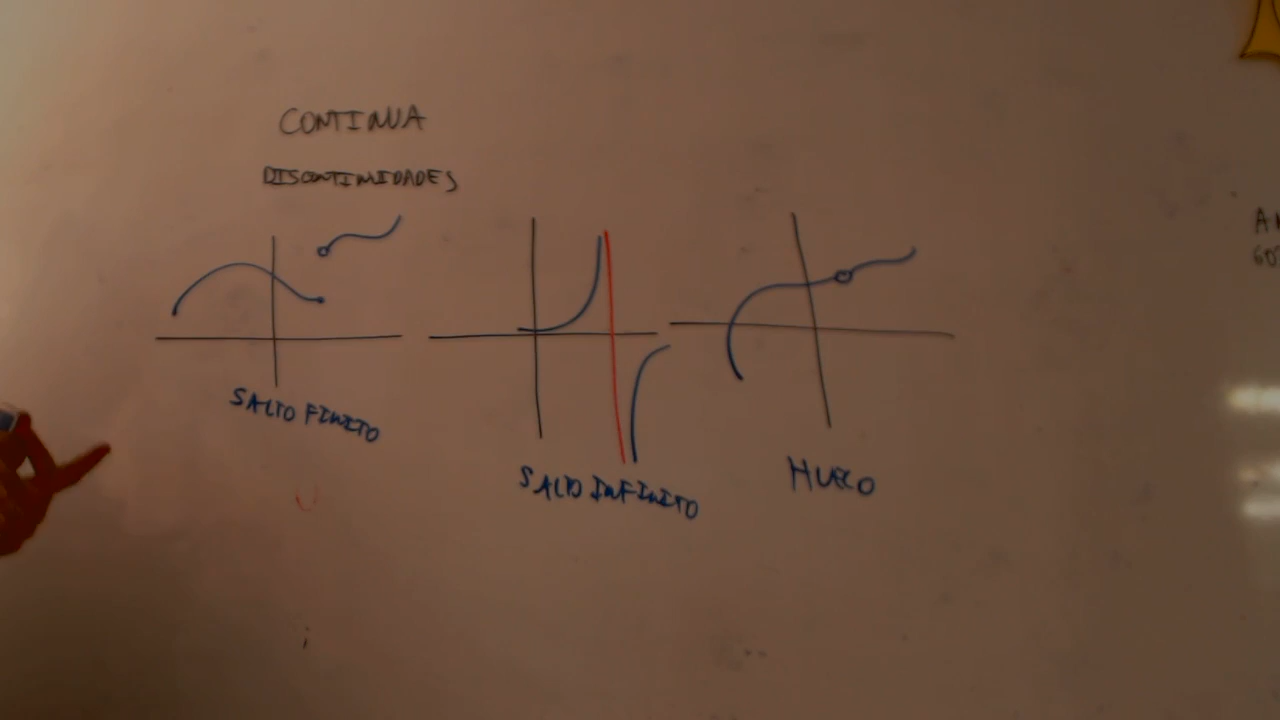 CONTINUA
DISCONTINUIDADES
SALTO FINITO
SALTO INFINITO
HUECO